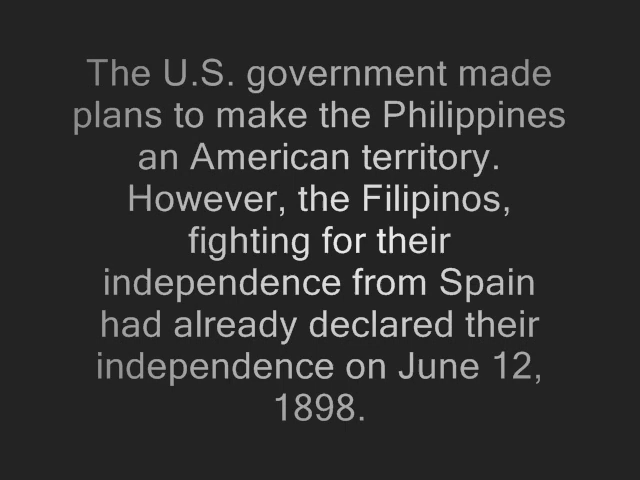 The U.S. government made
plans to make the Philippines
an American territory.
However, the Filipinos,
fighting for their
independence from Spain
had already declared their
independence on June 12,
1898.